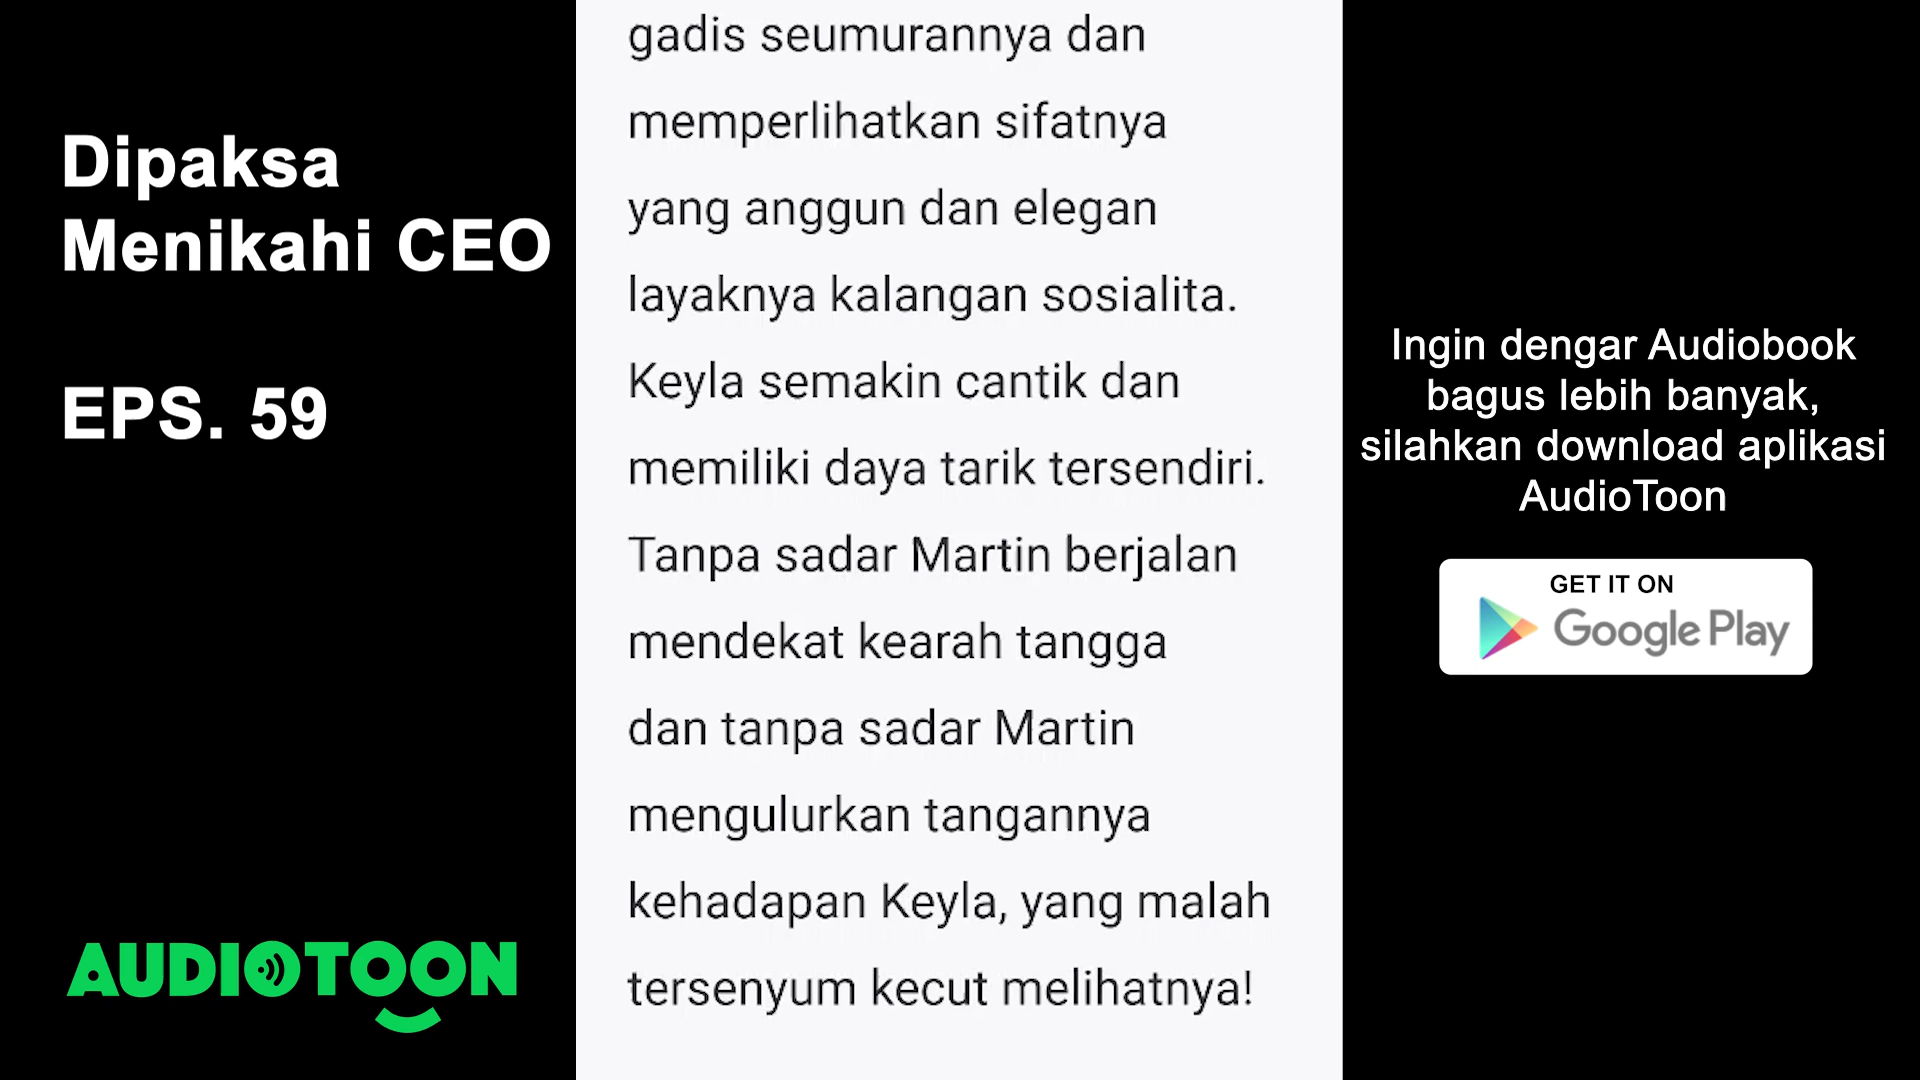 Dipaksa
Menikahi CEO
EPS. 59
AUDIOTOON
gadis seumurannya dan
memperlihatkan sifatnya
yang anggun dan elegan
layaknya kalangan sosialita.
Keyla semakin cantik dan
memiliki daya tarik tersendiri.
Tanpa sadar Martin berjalan
mendekat kearah tangga
dan tanpa sadar Martin
mengulurkan tangannya
kehadapan Keyla, yang malah
tersenyum kecut melihatnya!
Ingin dengar Audiobook
bagus lebih banyak,
silahkan download aplikasi
AudioToon
GET IT ON
Google Play